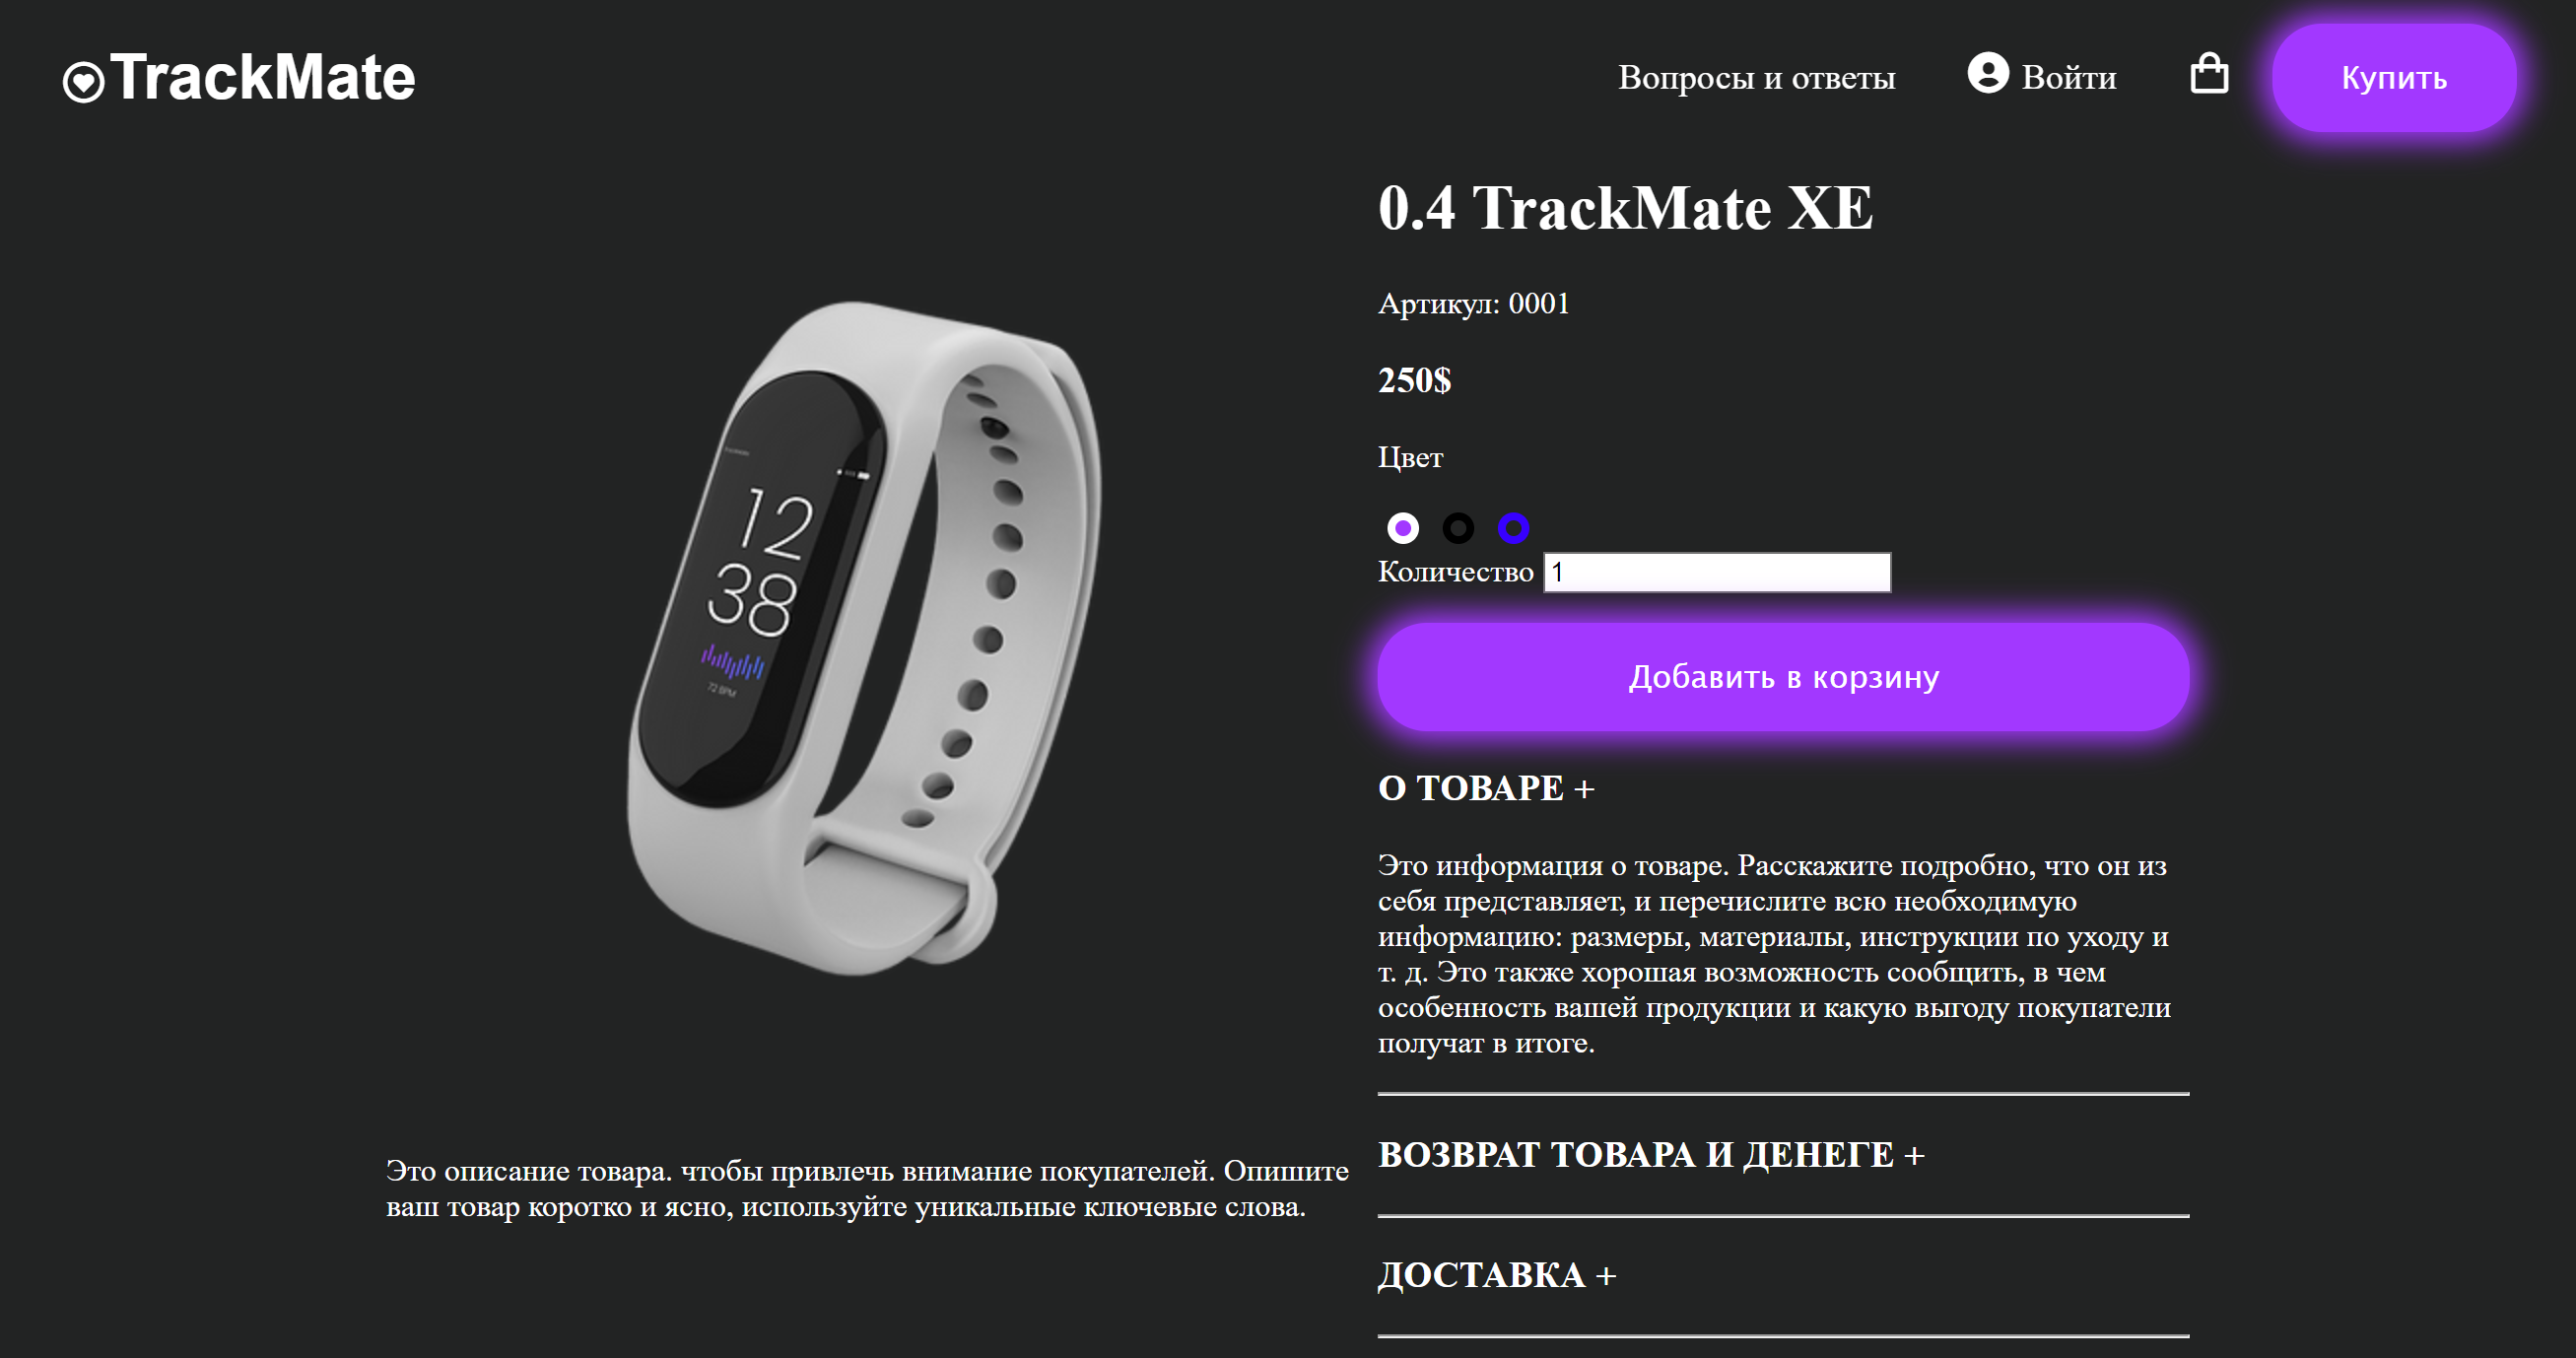 TrackMate
Вопросы и ответы
Войти
Купить
0.4 TrackMate XE
Артикул: 0001
250$
Цвет
Количество 1
Добавить в корзину
12
38
72 BPM
О ТОВАРЕ +
Это информация о товаре. Расскажите подробно, что он из
себя представляет, и перечислите всю необходимую
информацию: размеры, материалы, инструкции по уходу и
т. д. Это также хорошая возможность сообщить, в чем
особенность вашей продукции и какую выгоду покупатели
получат в итоге.
ВОЗВРАТ ТОВАРА И ДЕНЕГЕ +
ДОСТАВКА +
Это описание товара. чтобы привлечь внимание покупателей. Опишите
ваш товар коротко и ясно, используйте уникальные ключевые слова.